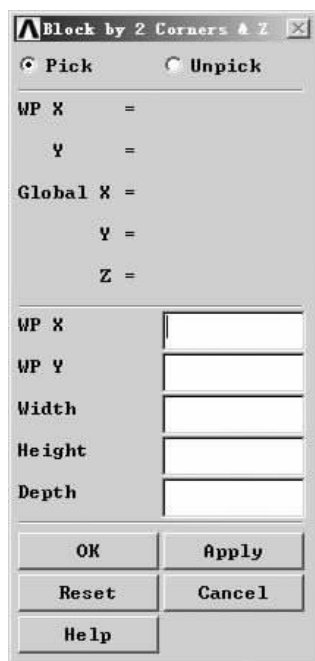 Block by 2 Corners & Z
Pick Unpick
WP X =
Y =
Global X =
Y =
Z =
WP X
WP Y
Width
Height
Depth
OK Apply
Reset Cancel
Help